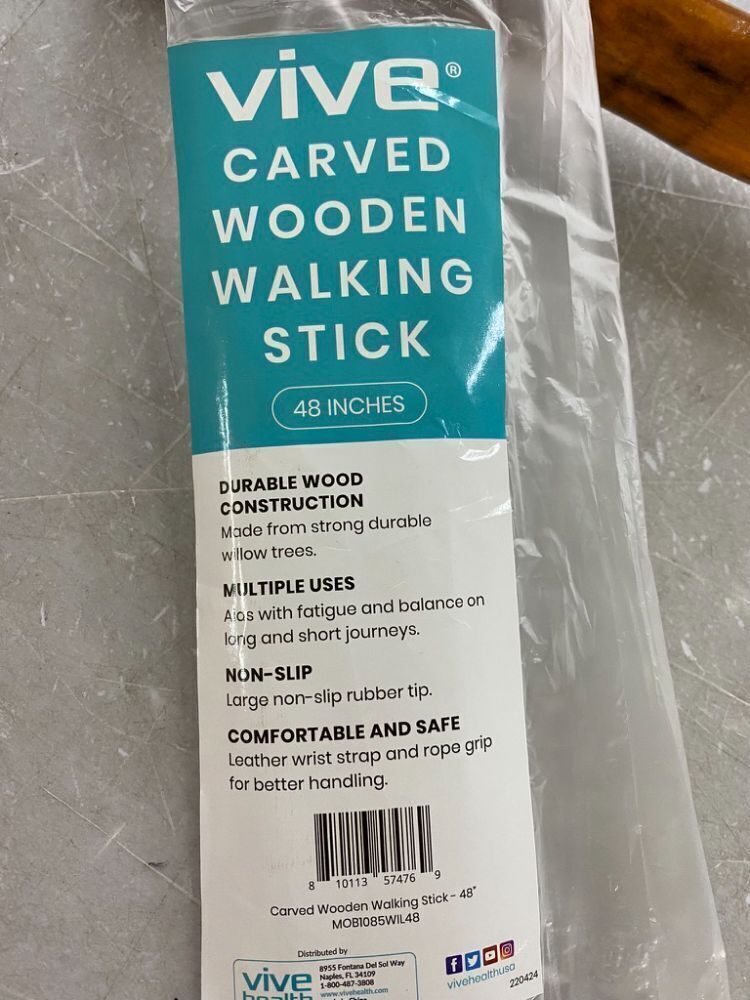 vive®
CARVED
WOODEN
WALKING
STICK
48 INCHES
DURABLE WOOD
CONSTRUCTION
Made from strong durable
willow trees.
MULTIPLE USES
Aids with fatigue and balance on
long and short journeys.
NON-SLIP
Large non-slip rubber tip.
COMFORTABLE AND SAFE
Leather wrist strap and rope grip
for better handling.
8 10113 57476 9
Carved Wooden Walking Stick - 48"
MOB1085WIL48
Distributed by
vive
health
8955 Fontana Del Sol Way
Naples, FL 34109
1-800-487-3808
www.vivehealth.com
vivehealthusa
220424